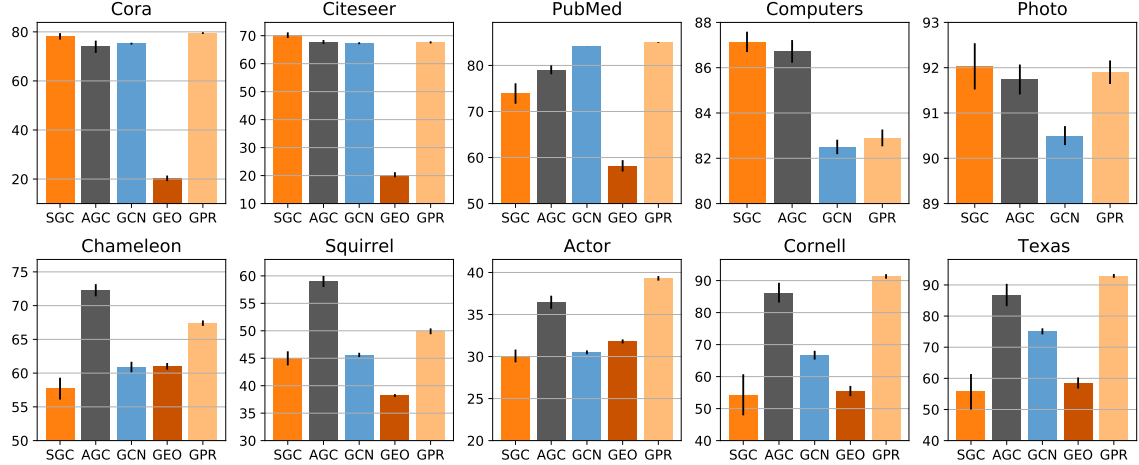 Cora
80
60
40
20
SGC AGC GCN GEO GPR
Citeseer
70
60
50
40
30
20
10
SGC AGC GCN GEO GPR
PubMed
80
70
60
50
SGC AGC GCN GEO GPR
Computers
88
86
84
82
80
SGC AGC GCN GPR
Photo
93
92
91
90
89
SGC AGC GCN GPR
Chameleon
75
70
65
60
55
50
SGC AGC GCN GEO GPR
Squirrel
60
55
50
45
40
35
30
SGC AGC GCN GEO GPR
Actor
40
35
30
25
20
SGC AGC GCN GEO GPR
Cornell
90
80
70
60
50
40
SGC AGC GCN GEO GPR
Texas
90
80
70
60
50
40
SGC AGC GCN GEO GPR